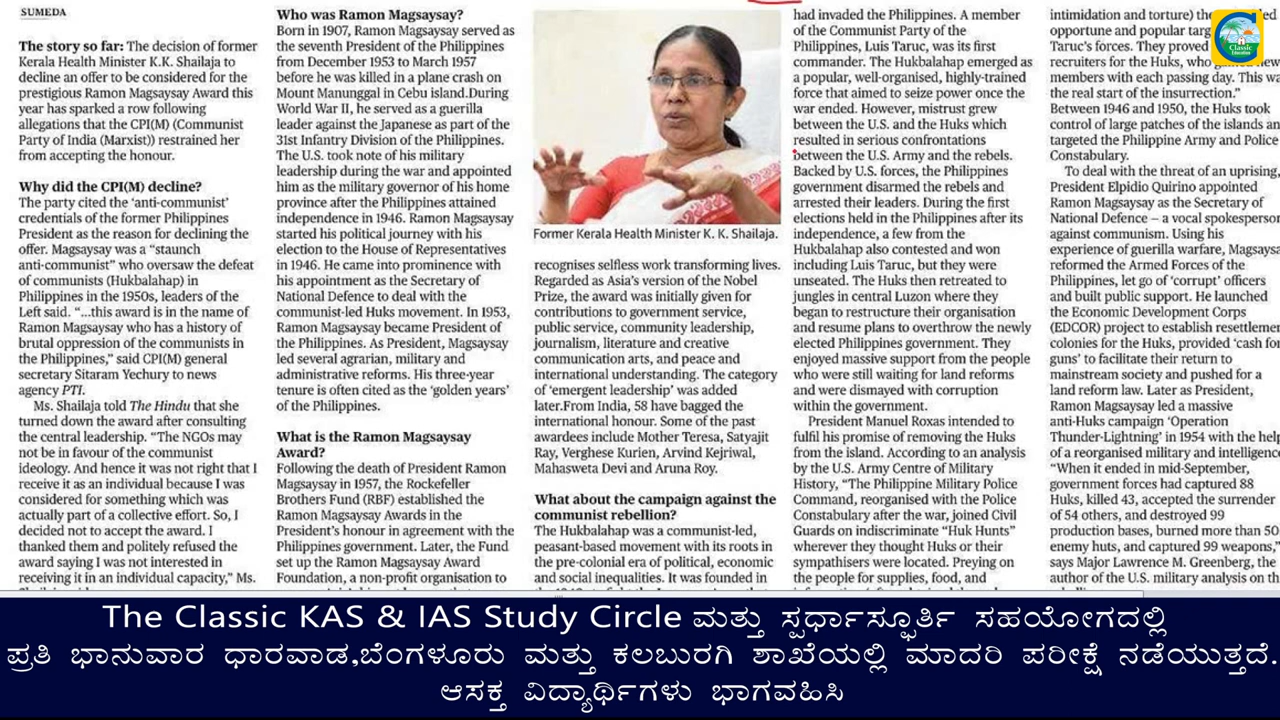 SUMEDA
The story so far: The decision of former
Kerala Health Minister K.K. Shailaja to
decline an offer to be considered for the
prestigious Ramon Magsaysay Award this
year has sparked a row following
allegations that the CPI(M) (Communist
Party of India (Marxist)) restrained her
from accepting the honour.
Why did the CPI(M) decline?
The party cited the ‘anti-communist’
credentials of the former Philippines
President as the reason for declining the
offer. Magsaysay was a “staunch
anti-communist” who oversaw the defeat
of communists (Hukbalahap) in
Philippines in the 1950s, leaders of the
Left said. “...this award is in the name of
Ramon Magsaysay who has a history of
brutal oppression of the communists in
the Philippines,” said CPI(M) general
secretary Sitaram Yechury to news
agency PTI.
Ms. Shailaja told The Hindu that she
turned down the award after consulting
the central leadership. “The NGOs may
not be in favour of the communist
ideology. And hence it was not right that I
receive it as an individual because I was
considered for something which was
actually part of a collective effort. So, I
decided not to accept the award. I
thanked them and politely refused the
award saying I was not interested in
receiving it in an individual capacity,” Ms.
Who was Ramon Magsaysay?
Born in 1907, Ramon Magsaysay served as
the seventh President of the Philippines
from December 1953 to March 1957
before he was killed in a plane crash on
Mount Manunggal in Cebu island.During
World War II, he served as a guerilla
leader against the Japanese as part of the
31st Infantry Division of the Philippines.
The U.S. took note of his military
leadership during the war and appointed
him as the military governor of his home
province after the Philippines attained
independence in 1946. Ramon Magsaysay
started his political journey with his
election to the House of Representatives
in 1946. He came into prominence with
his appointment as the Secretary of
National Defence to deal with the
communist-led Huks movement. In 1953,
Ramon Magsaysay became President of
the Philippines. As President, Magsaysay
led several agrarian, military and
administrative reforms. His three-year
tenure is often cited as the ‘golden years’
of the Philippines.
What is the Ramon Magsaysay
Award?
Following the death of President Ramon
Magsaysay in 1957, the Rockefeller
Brothers Fund (RBF) established the
Ramon Magsaysay Awards in the
President’s honour in agreement with the
Philippines government. Later, the Fund
set up the Ramon Magsaysay Award
Foundation, a non-profit organisation to
Former Kerala Health Minister K. K. Shailaja.
recognises selfless work transforming lives.
Regarded as Asia’s version of the Nobel
Prize, the award was initially given for
contributions to government service,
public service, community leadership,
journalism, literature and creative
communication arts, and peace and
international understanding. The category
of ‘emergent leadership’ was added
later.From India, 58 have bagged the
international honour. Some of the past
awardees include Mother Teresa, Satyajit
Ray, Verghese Kurien, Arvind Kejriwal,
Mahasweta Devi and Aruna Roy.
What about the campaign against the
communist rebellion?
The Hukbalahap was a communist-led,
peasant-based movement with its roots in
the pre-colonial era of political, economic
and social inequalities. It was founded in
had invaded the Philippines. A member
of the Communist Party of the
Philippines, Luis Taruc, was its first
commander. The Hukbalahap emerged as
a popular, well-organised, highly-trained
force that aimed to seize power once the
war ended. However, mistrust grew
between the U.S. and the Huks which
resulted in serious confrontations
between the U.S. Army and the rebels.
Backed by U.S. forces, the Philippines
government disarmed the rebels and
arrested their leaders. During the first
elections held in the Philippines after its
independence, a few from the
Hukbalahap also contested and won
including Luis Taruc, but they were
unseated. The Huks then retreated to
jungles in central Luzon where they
began to restructure their organisation
and resume plans to overthrow the newly
elected Philippines government. They
enjoyed massive support from the people
who were still waiting for land reforms
and were dismayed with corruption
within the government.
President Manuel Roxas intended to
fulfil his promise of removing the Huks
from the island. According to an analysis
by the U.S. Army Centre of Military
History, “The Philippine Military Police
Command, reorganised with the Police
Constabulary after the war, joined Civil
Guards on indiscriminate “Huk Hunts”
wherever they thought Huks or their
sympathisers were located. Preying on
the people for supplies, food, and
intimidation and torture)
opportune and popular
Taruc’s forces. They proved
recruiters for the Huks, who
members with each passing day. This
the real start of the insurrection.”
Between 1946 and 1950, the Huks took
control of large patches of the islands
targeted the Philippine Army and Police
Constabulary.
To deal with the threat of an uprising,
President Elpidio Quirino appointed
Ramon Magsaysay as the Secretary of
National Defence – a vocal spokesperson
against communism. Using his
experience of guerilla warfare,
reformed the Armed Forces of the
Philippines, let go of ‘corrupt’ officers
and built public support. He launched
the Economic Development Corps
(EDCOR) project to establish
colonies for the Huks, provided ‘cash for
guns’ to facilitate their return to
mainstream society and pushed for a
land reform law. Later as President,
Ramon Magsaysay led a massive
anti-Huks campaign ‘Operation
Thunder-Lightning’ in 1954 with the help
of a reorganised military and intelligence
“When it ended in mid-September,
government forces had captured 88
Huks, killed 43, accepted the surrender
of 54 others, and destroyed 99
production bases, burned more than 50
enemy huts, and captured 99 weapons,”
says Major Lawrence M. Greenberg, the
author of the U.S. military analysis on
Classic
Education
The Classic KAS & IAS Study Circle ಮತ್ತು ಸ್ಪರ್ಧಾಸ್ಫೂರ್ತಿ ಸಹಯೋಗದಲ್ಲಿ
ಪ್ರತಿ ಭಾನುವಾರ ಧಾರವಾಡ,ಬೆಂಗಳೂರು ಮತ್ತು ಕಲಬುರಗಿ ಶಾಖೆಯಲ್ಲಿ ಮಾದರಿ ಪರೀಕ್ಷೆ ನಡೆಯುತ್ತದೆ.
ಆಸಕ್ತ ವಿದ್ಯಾರ್ಥಿಗಳು ಭಾಗವಹಿಸಿ